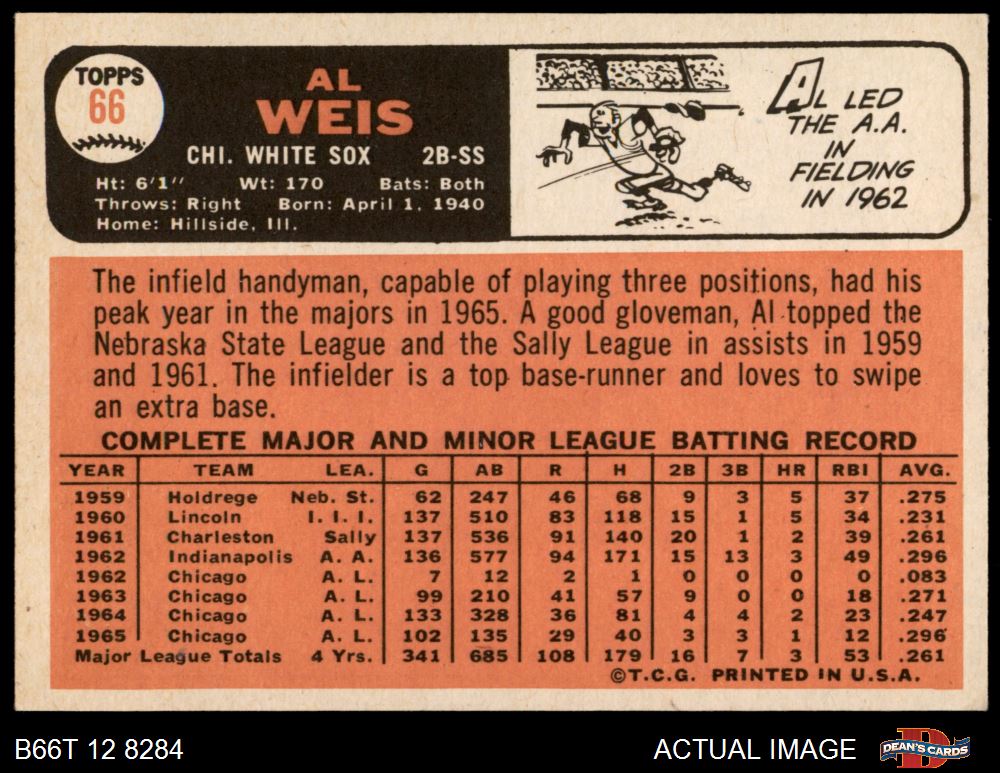 TOPPS
66
AL
WEIS
CHI. WHITE SOX 2B-SS
Ht: 6'1" Wt: 170 Bats: Both
Throws: Right Born: April 1, 1940
Home: Hillside, Ill.
AL LED
THE A.A.
IN
FIELDING
IN 1962
The infield handyman, capable of playing three positions, had his
peak year in the majors in 1965. A good gloveman, Al topped the
Nebraska State League and the Sally League in assists in 1959
and 1961. The infielder is a top base-runner and loves to swipe
an extra base.
COMPLETE MAJOR AND MINOR LEAGUE BATTING RECORD
YEAR TEAM LEA. G AB R H 2B 3B HR RBI AVG.
1959 Holdrege Neb. St. 62 247 46 68 9 3 5 37 .275
1960 Lincoln I. I. I. 137 510 83 118 15 1 5 34 .231
1961 Charleston Sally 137 536 91 140 20 1 2 39 .261
1962 Indianapolis A. A. 136 577 94 171 15 13 3 49 .296
1962 Chicago A. L. 7 12 2 1 0 0 0 0 .083
1963 Chicago A. L. 99 210 41 57 9 0 0 18 .271
1964 Chicago A. L. 133 328 36 81 4 4 2 23 .247
1965 Chicago A. L. 102 135 29 40 3 3 1 12 .296
Major League Totals 4 Yrs. 341 685 108 179 16 7 3 53 .261
©T.C.G. PRINTED IN U.S.A.
B66T 12 8284 ACTUAL IMAGE DEAN'S CARDS